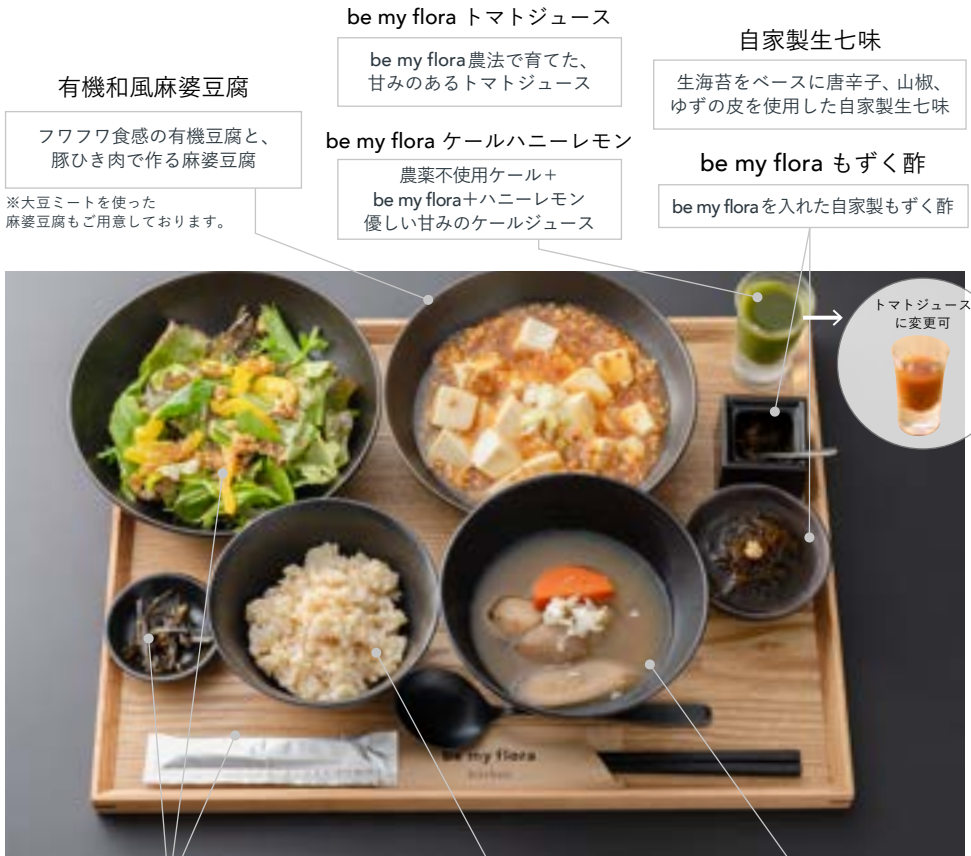 be my flora トマトジュース
be my flora 農法で育てた、
甘みのあるトマトジュース
自家製生七味
生海苔をベースに唐辛子、山椒、
ゆずの皮を使用した自家製生七味
有機和風麻婆豆腐
フワフワ食感の有機豆腐と、
豚ひき肉で作る麻婆豆腐
※大豆ミートを使った
麻婆豆腐もご用意しております。
be my flora ケールハニーレモン
農薬不使用ケール＋
be my flora＋ハニーレモン
優しい甘みのケールジュース
be my flora もずく酢
be my floraを入れた自家製もずく酢
トマトジュース
に変更可
be my flora